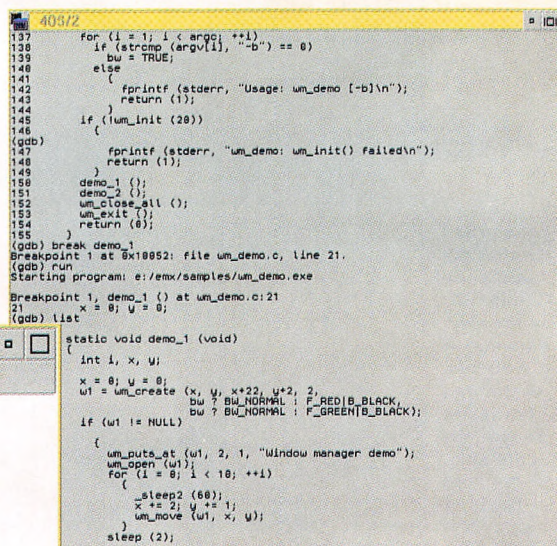 405/2
137 for (i = 1; i < argc; ++i)
138 if (strcmp (argv[i], "-b") == 0)
139 bw = TRUE;
140 else
141 {
142 fprintf (stderr, "Usage: wm_demo [-b]\n");
143 return (1);
144 }
145 if (!wm_init (20))
146 {
(gdb)
147 fprintf (stderr, "wm_demo: wm_init() failed\n");
148 return (1);
149 }
150 demo_1 ();
151 demo_2 ();
152 wm_close_all ();
153 wm_exit ();
154 return (0);
155 }
(gdb) break demo_1
Breakpoint 1 at 0x10052: file wm_demo.c, line 21.
(gdb) run
Starting program: e:/emx/samples/wm_demo.exe
Breakpoint 1, demo_1 () at wm_demo.c:21
21 x = 0; y = 0;
(gdb) list
static void demo_1 (void)
{
int i, x, y;
x = 0; y = 0;
w1 = wm_create (x, y, x+22, y+2, 2,
bw ? BW_NORMAL : F_RED|B_BLACK,
bw ? BW_NORMAL : F_GREEN|B_BLACK);
if (w1 != NULL)
{
wm_puts_at (w1, 2, 1, "Window manager demo");
wm_open (w1);
for (i = 0; i < 10; ++i)
{
_sleep2 (60);
x += 2; y += 1;
wm_move (w1, x, y);
}
sleep (2);